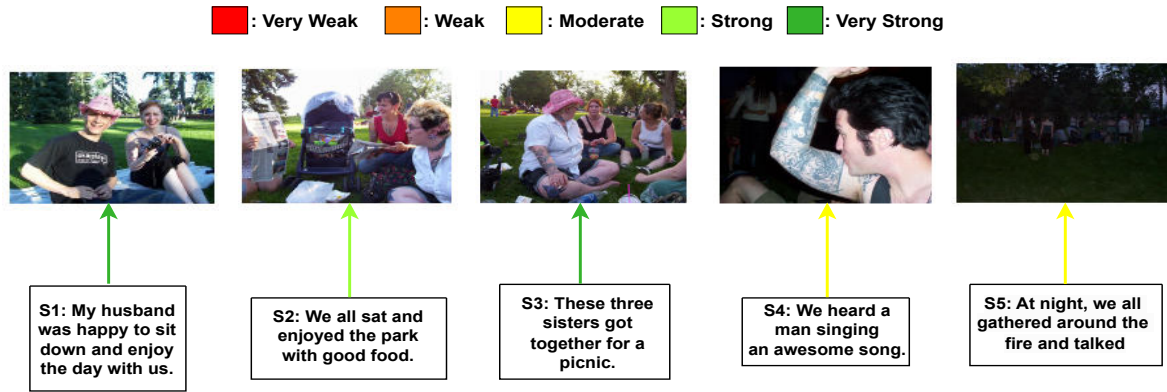 : Very Weak : Weak : Moderate : Strong : Very Strong
S1: My husband
was happy to sit
down and enjoy
the day with us.
S2: We all sat and
enjoyed the park
with good food.
S3: These three
sisters got
together for a
picnic.
S4: We heard a
man singing
an awesome song.
S5: At night, we all
gathered around the
fire and talked